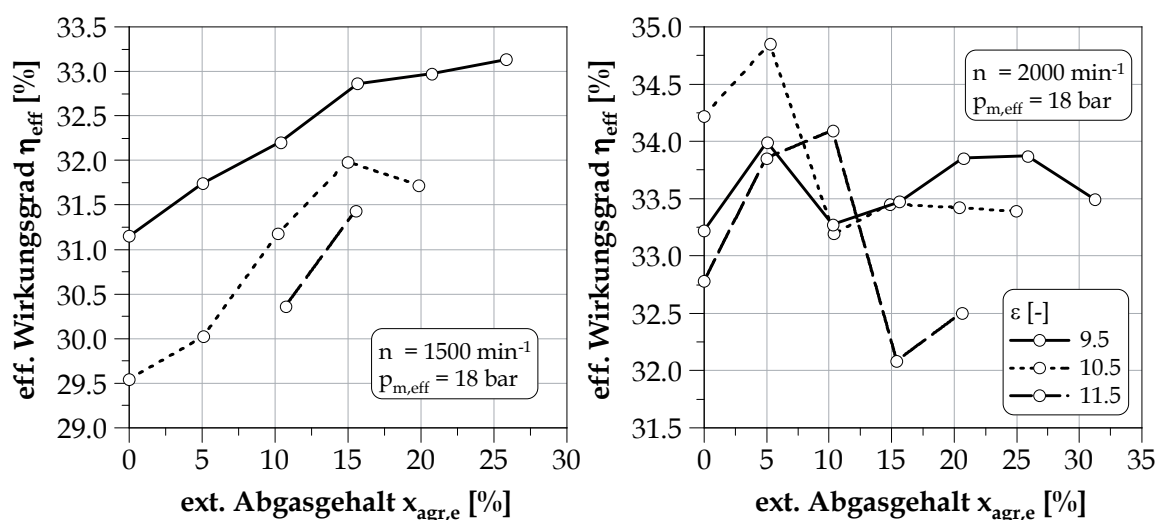 33.5
33.0
32.5
32.0
31.5
31.0
30.5
30.0
29.5
29.0
eff. Wirkungsgrad η_eff [%]
n = 1500 min⁻¹
p_m,eff = 18 bar
0 5 10 15 20 25 30
ext. Abgasgehalt x_agr,e [%]
35.0
34.5
34.0
33.5
33.0
32.5
32.0
31.5
eff. Wirkungsgrad η_eff [%]
n = 2000 min⁻¹
p_m,eff = 18 bar
ε [-]
9.5
10.5
11.5
0 5 10 15 20 25 30 35
ext. Abgasgehalt x_agr,e [%]